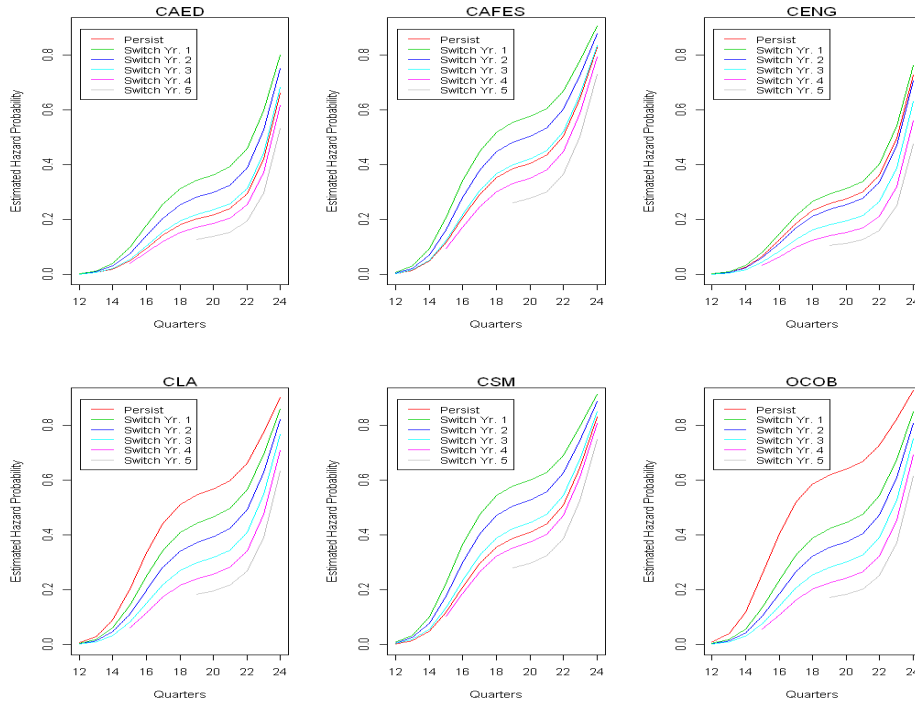 CAED
CAFES
CENG
Estimated Hazard Probability
0.0 0.2 0.4 0.6 0.8
Persist
Switch Yr. 1
Switch Yr. 2
Switch Yr. 3
Switch Yr. 4
Switch Yr. 5
12 14 16 18 20 22 24
Quarters
Estimated Hazard Probability
0.0 0.2 0.4 0.6 0.8
Persist
Switch Yr. 1
Switch Yr. 2
Switch Yr. 3
Switch Yr. 4
Switch Yr. 5
12 14 16 18 20 22 24
Quarters
Estimated Hazard Probability
0.0 0.2 0.4 0.6 0.8
Persist
Switch Yr. 1
Switch Yr. 2
Switch Yr. 3
Switch Yr. 4
Switch Yr. 5
12 14 16 18 20 22 24
Quarters
CLA
CSM
OCOB
Estimated Hazard Probability
0.0 0.2 0.4 0.6 0.8
Persist
Switch Yr. 1
Switch Yr. 2
Switch Yr. 3
Switch Yr. 4
Switch Yr. 5
12 14 16 18 20 22 24
Quarters
Estimated Hazard Probability
0.0 0.2 0.4 0.6 0.8
Persist
Switch Yr. 1
Switch Yr. 2
Switch Yr. 3
Switch Yr. 4
Switch Yr. 5
12 14 16 18 20 22 24
Quarters
Estimated Hazard Probability
0.0 0.2 0.4 0.6 0.8
Persist
Switch Yr. 1
Switch Yr. 2
Switch Yr. 3
Switch Yr. 4
Switch Yr. 5
12 14 16 18 20 22 24
Quarters